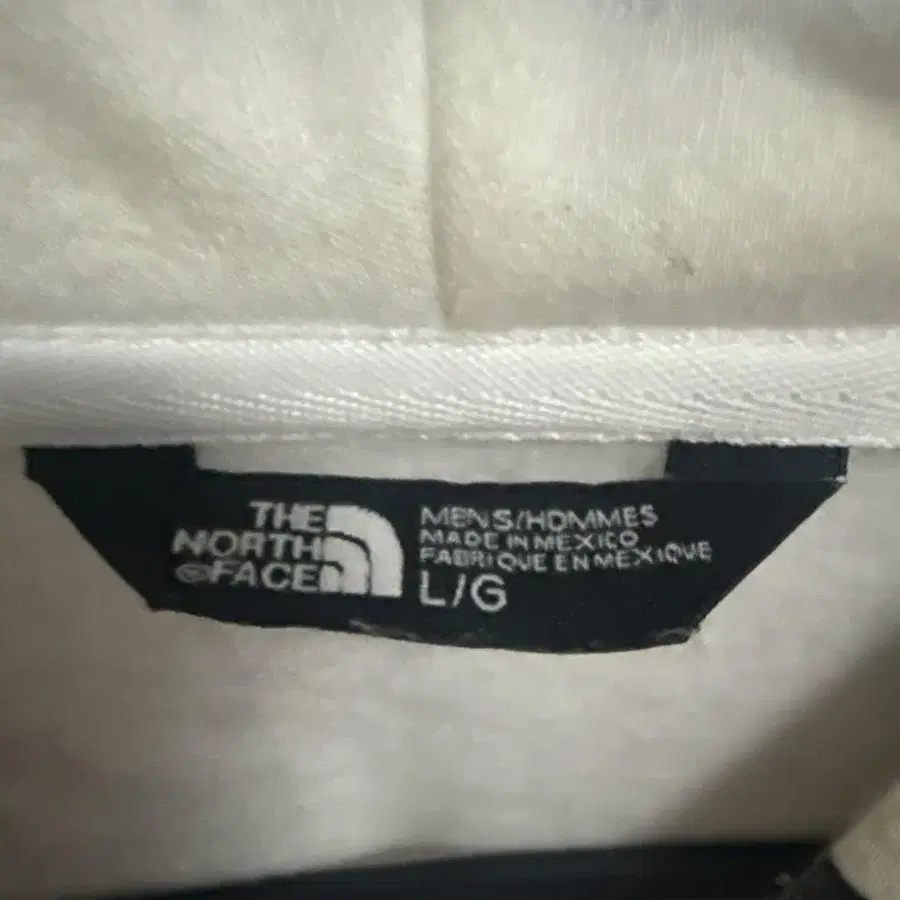 THE
NORTH
FACE
MENS/HOMMES
MADE IN MEXICO
FABRIQUE EN MEXIQUE
L/G